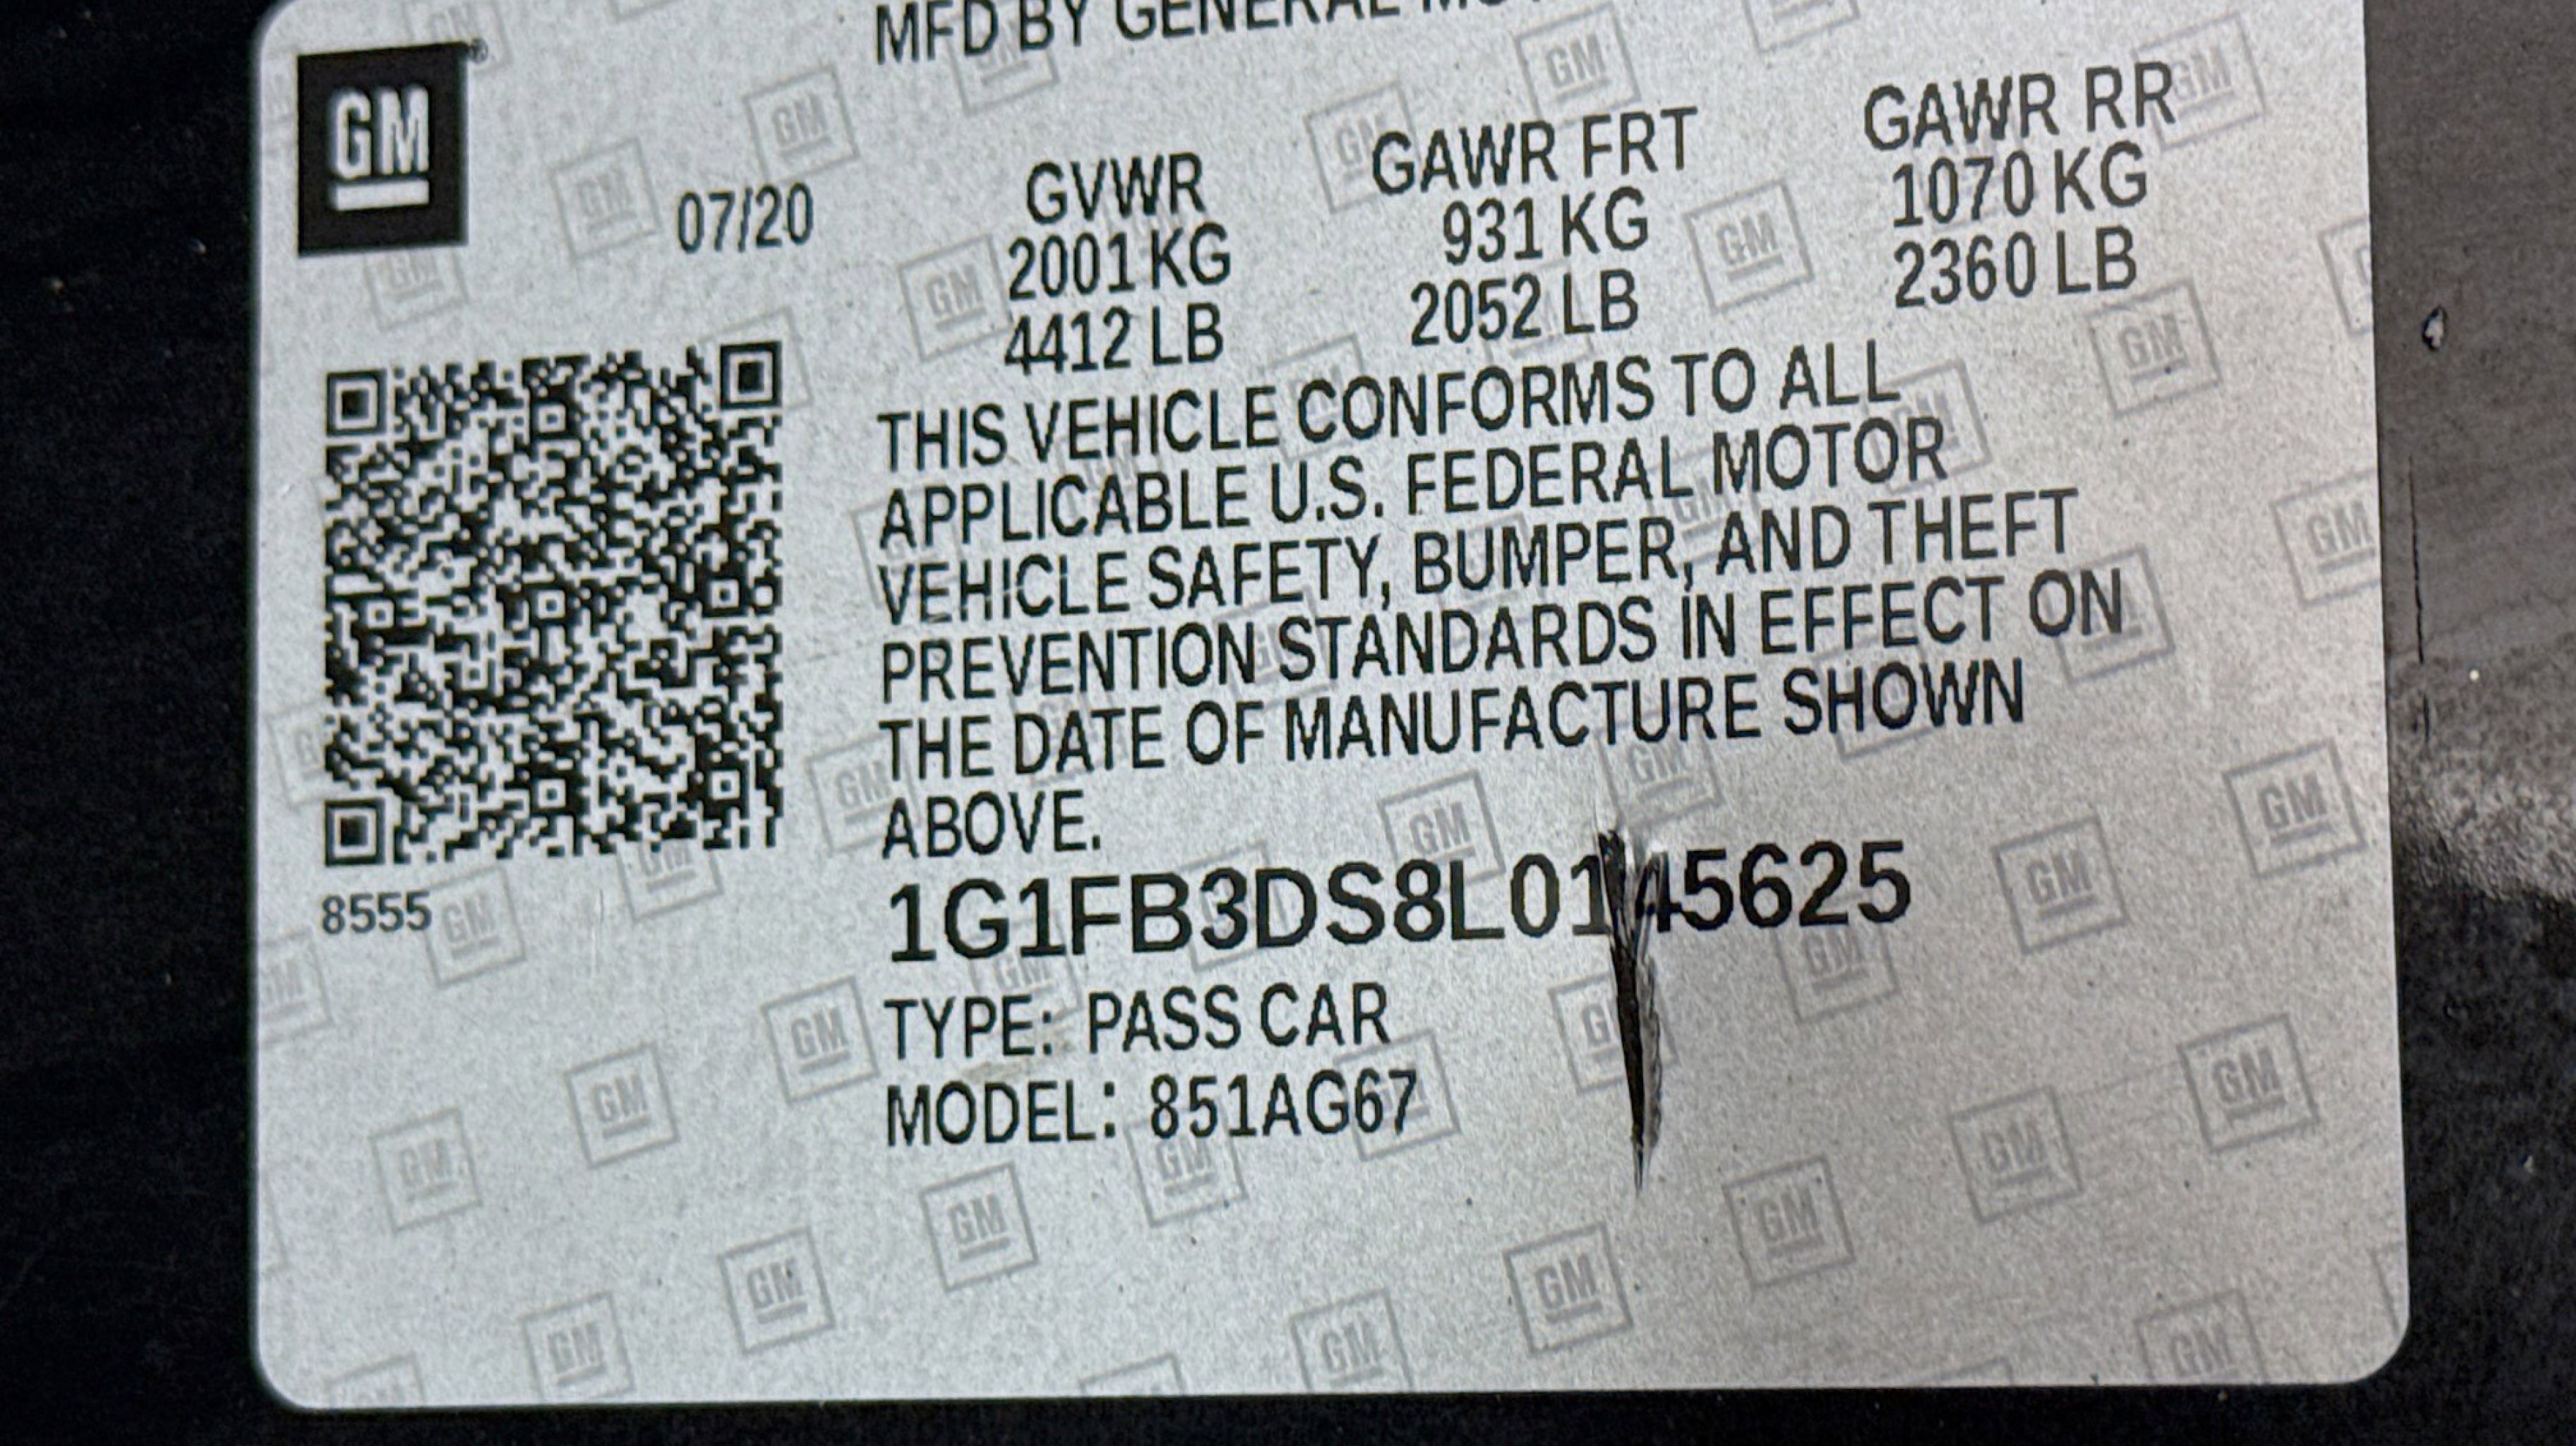 MFD BY GENERAL
GM
07/20
GVWR GAWR FRT GAWR RR
2001 KG 931 KG 1070 KG
4412 LB 2052 LB 2360 LB
THIS VEHICLE CONFORMS TO ALL
APPLICABLE U.S. FEDERAL MOTOR
VEHICLE SAFETY, BUMPER, AND THEFT
PREVENTION STANDARDS IN EFFECT ON
THE DATE OF MANUFACTURE SHOWN
ABOVE.
8555
1G1FB3DS8L0145625
TYPE: PASS CAR
MODEL: 851AG67